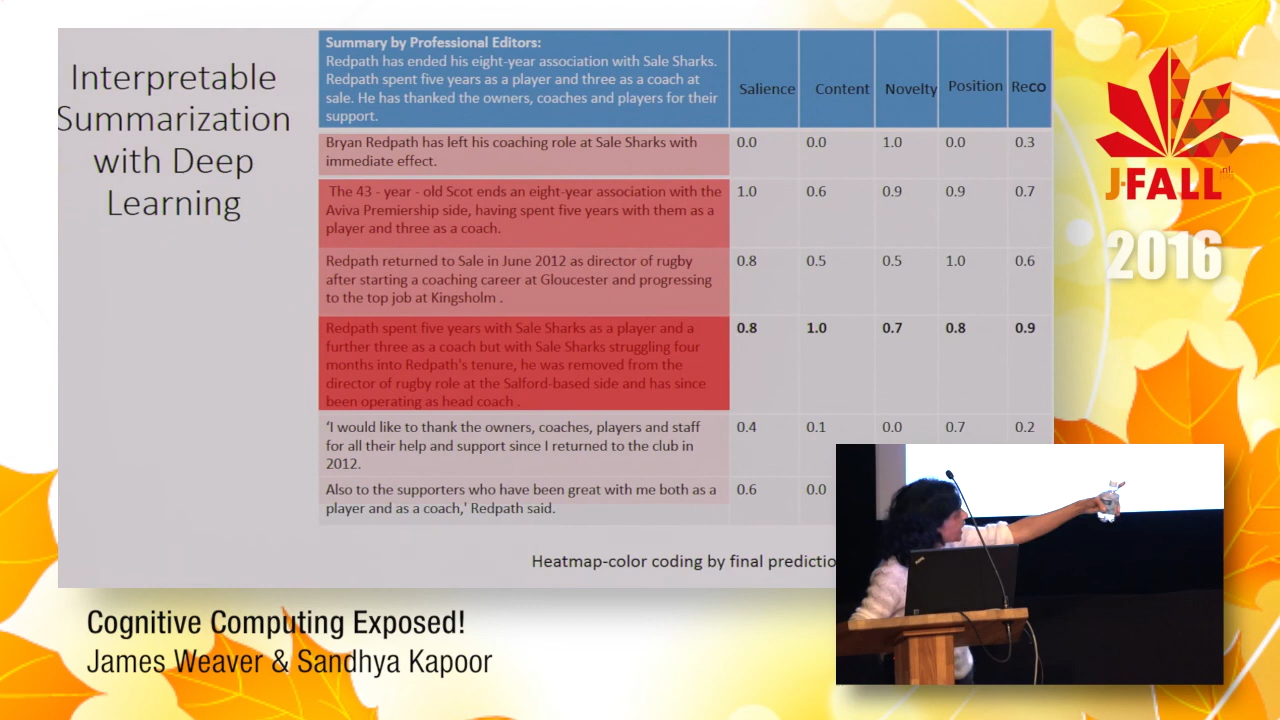 Interpretable
Summarization
with Deep
Learning
Summary by Professional Editors:
Redpath has ended his eight-year association with Sale Sharks.
Redpath spent five years as a player and three as a coach at
sale. He has thanked the owners, coaches and players for their
support.
Salience Content Novelty Position Reco
Bryan Redpath has left his coaching role at Sale Sharks with
immediate effect.
0.0 0.0 1.0 0.0 0.3
The 43 - year - old Scot ends an eight-year association with the
Aviva Premiership side, having spent five years with them as a
player and three as a coach.
1.0 0.6 0.9 0.9 0.7
Redpath returned to Sale in June 2012 as director of rugby
after starting a coaching career at Gloucester and progressing
to the top job at Kingsholm .
0.8 0.5 0.5 1.0 0.6
Redpath spent five years with Sale Sharks as a player and a
further three as a coach but with Sale Sharks struggling four
months into Redpath's tenure, he was removed from the
director of rugby role at the Salford-based side and has since
been operating as head coach .
0.8 1.0 0.7 0.8 0.9
'I would like to thank the owners, coaches, players and staff
for all their help and support since I returned to the club in
2012.
0.4 0.1 0.0 0.7 0.2
Also to the supporters who have been great with me both as a
player and as a coach,' Redpath said.
0.6 0.0
Heatmap-color coding by final predictio
J-FALL.nl.
2016
Cognitive Computing Exposed!
James Weaver & Sandhya Kapoor